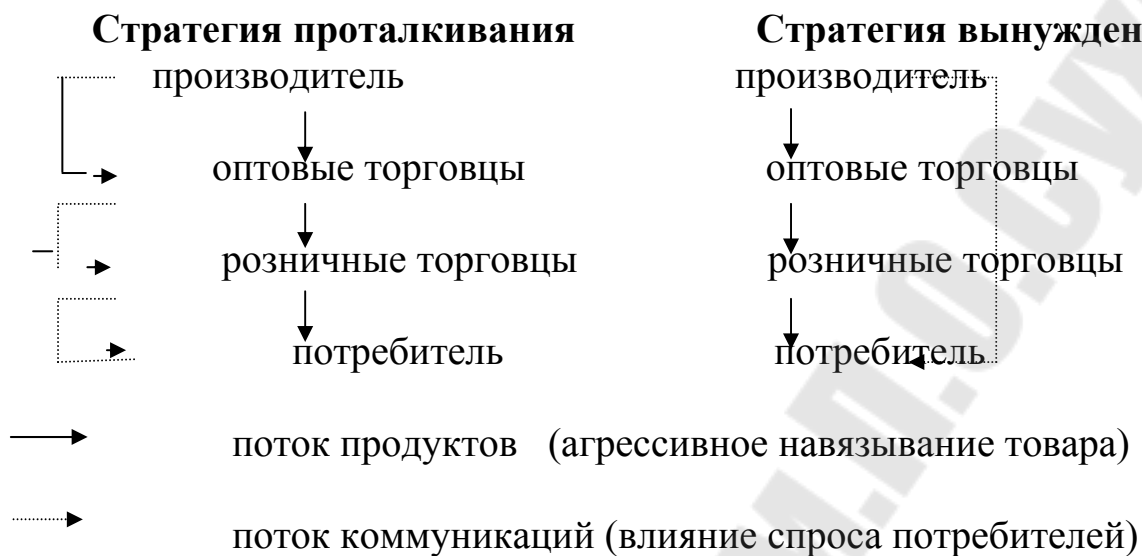 Стратегия проталкивания Стратегия вынужден
производитель производитель
оптовые торговцы оптовые торговцы
розничные торговцы розничные торговцы
потребитель потребитель
поток продуктов (агрессивное навязывание товара)
поток коммуникаций (влияние спроса потребителей)